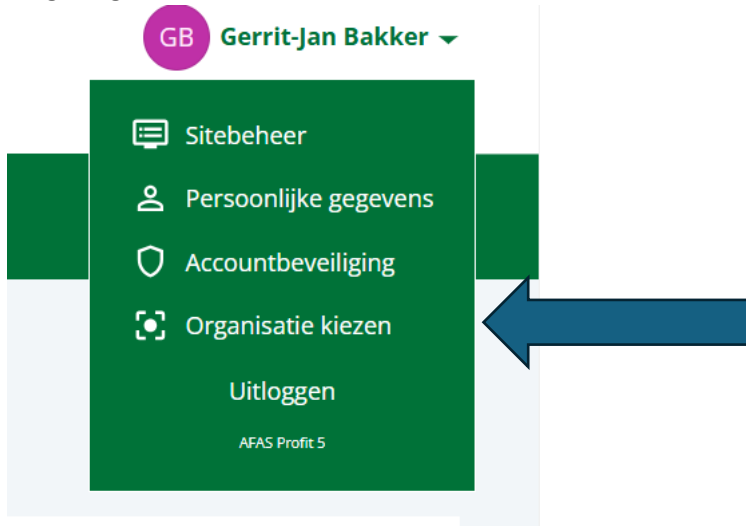 GB Gerrit-Jan Bakker
Sitebeheer
Persoonlijke gegevens
Accountbeveiliging
Organisatie kiezen
Uitloggen
AFAS Profit 5